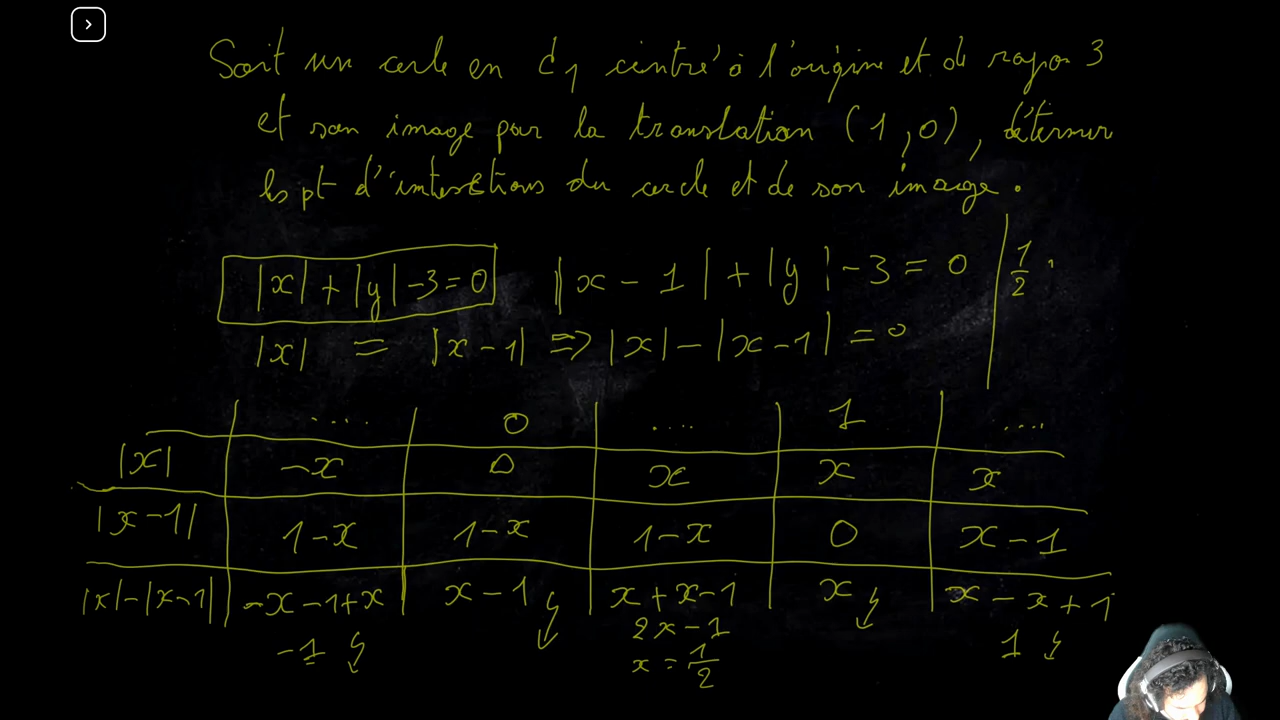 Soit un cercle en d1 centré à l'origine et de rayon 3
et son image par la translation (1,0), déterminer
les pt d'intersections du cercle et de son image.
|x| + |y| - 3 = 0 |x - 1| + |y| - 3 = 0 | 1/2
|x| = |x - 1| => |x| - |x - 1| = 0
..... 0 .... 1 ....
|x| -x 0 x x x
|x - 1| 1 - x 1 - x 1 - x 0 x - 1
|x| - |x - 1| -x - 1 + x x - 1 x + x - 1 x x - x + 1
2x - 1
-1 x = 1/2 1